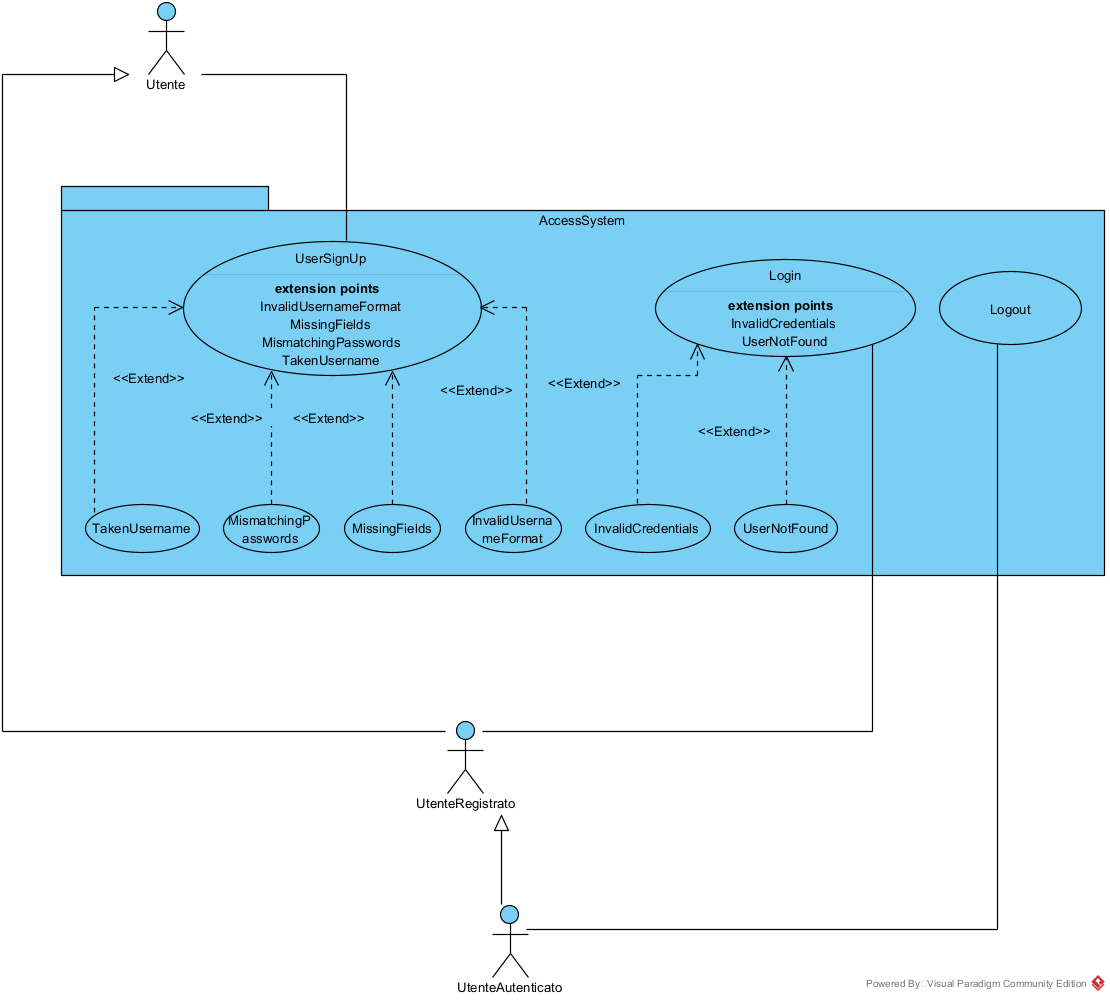 Utente
AccessSystem
UserSignUp
extension points
InvalidUsernameFormat
MissingFields
MismatchingPasswords
TakenUsername
Login
extension points
InvalidCredentials
UserNotFound
Logout
<<Extend>>
<<Extend>>
<<Extend>>
<<Extend>>
<<Extend>>
<<Extend>>
TakenUsername
MismatchingP
asswords
MissingFields
InvalidUserna
meFormat
InvalidCredentials
UserNotFound
UtenteRegistrato
UtenteAutenticato
Powered By Visual Paradigm Community Edition